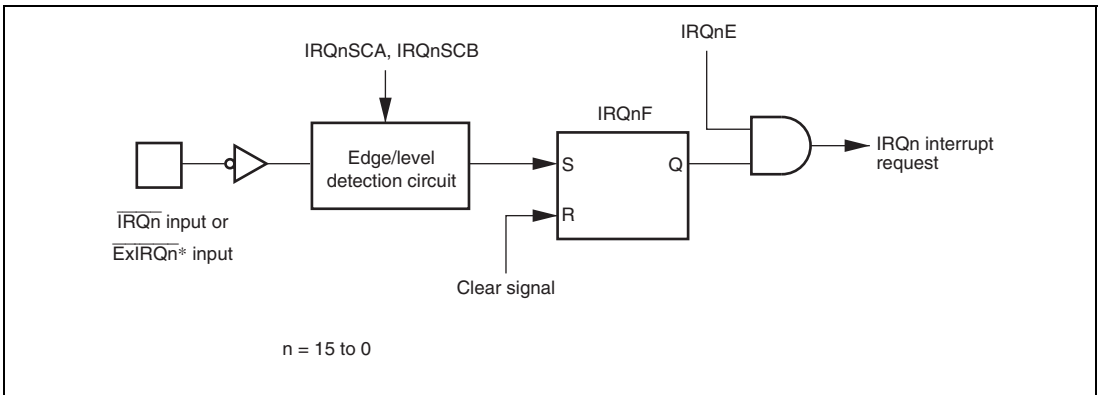 IRQnE
IRQnSCA, IRQnSCB
IRQnF
Edge/level
detection circuit
S
Q
R
IRQn interrupt
request
IRQn input or
ExIRQn* input
Clear signal
n = 15 to 0